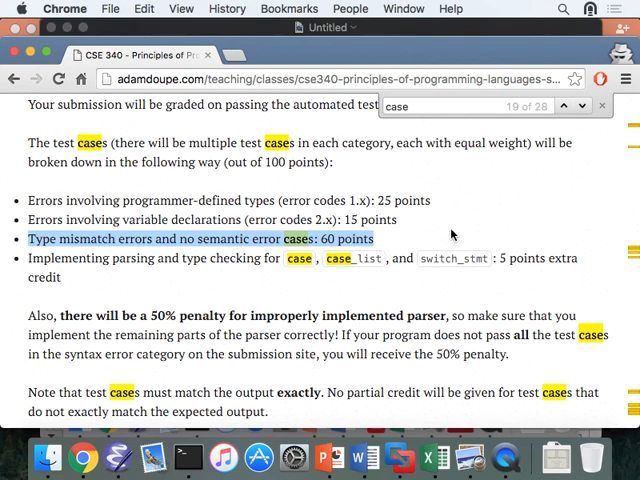 Chrome File Edit View History Bookmarks People Window Help
Untitled
CSE 340 - Principles of Pro
adamdoupe.com/teaching/classes/cse340-principles-of-programming-languages-s...
Your submission will be graded on passing the automated test
case 19 of 28
The test cases (there will be multiple test cases in each category, each with equal weight) will be
broken down in the following way (out of 100 points):
• Errors involving programmer-defined types (error codes 1.x): 25 points
• Errors involving variable declarations (error codes 2.x): 15 points
• Type mismatch errors and no semantic error cases: 60 points
• Implementing parsing and type checking for case , case_list, and switch_stmt: 5 points extra
credit
Also, there will be a 50% penalty for improperly implemented parser, so make sure that you
implement the remaining parts of the parser correctly! If your program does not pass all the test cases
in the syntax error category on the submission site, you will receive the 50% penalty.
Note that test cases must match the output exactly. No partial credit will be given for test cases that
do not exactly match the expected output.